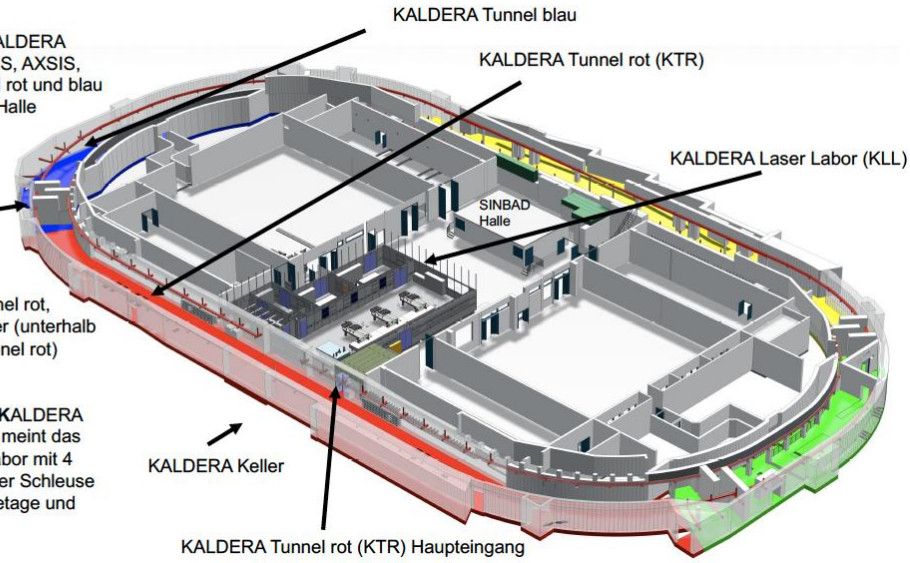 KALDERA Tunnel blau
ALDERA
S, AXSIS,
rot und blau
Halle
KALDERA Tunnel rot (KTR)
KALDERA Laser Labor (KLL)
SINBAD
Halle
nel rot,
er (unterhalb
nel rot)
KALDERA
meint das
abor mit 4
er Schleuse
etage und
KALDERA Keller
KALDERA Tunnel rot (KTR) Haupteingang